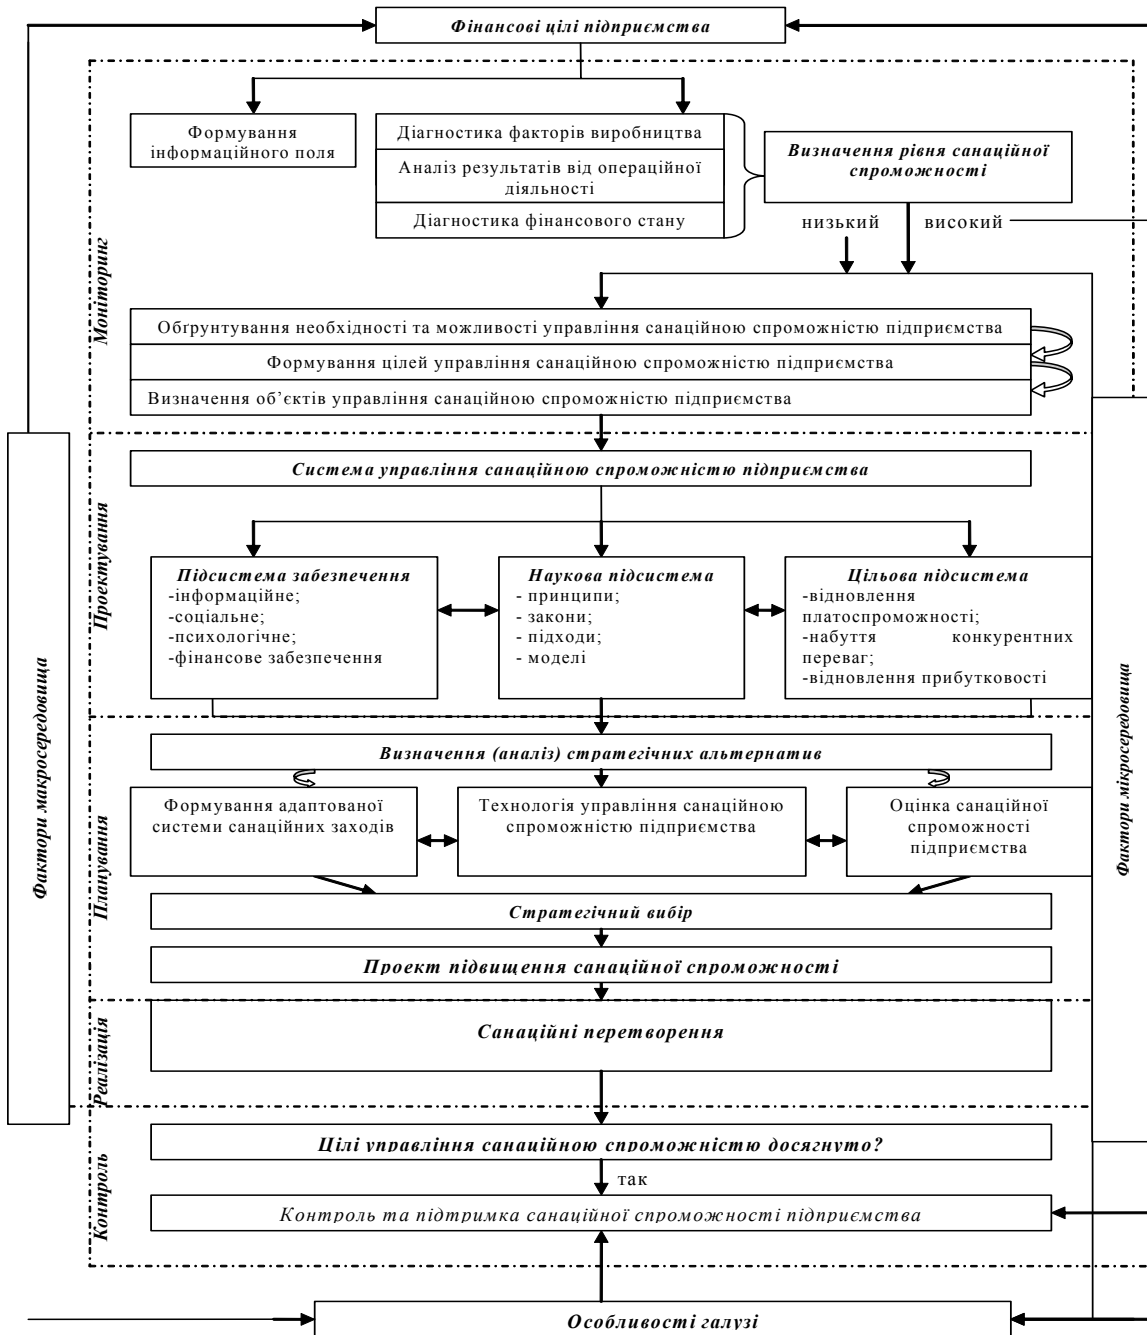 Фінансові цілі підприємства
Формування
інформаційного поля
Діагностика факторів виробництва
Аналіз результатів від операційної
діяльності
Діагностика фінансового стану
Визначення рівня санаційної
спроможності
низький
високий
Моніторинг
Обґрунтування необхідності та можливості управління санаційною спроможністю підприємства
Формування цілей управління санаційною спроможністю підприємства
Визначення об’єктів управління санаційною спроможністю підприємства
Фактори макросередовища
Фактори мікросередовища
Проектування
Система управління санаційною спроможністю підприємства
Підсистема забезпечення
-інформаційне;
-соціальне;
-психологічне;
-фінансове забезпечення
Наукова підсистема
- принципи;
- закони;
- підходи;
- моделі
Цільова підсистема
-відновлення
платоспроможності;
-набуття конкурентних
переваг;
-відновлення прибутковості
Планування
Визначення (аналіз) стратегічних альтернатив
Формування адаптованої
системи санаційних заходів
Технологія управління санаційною
спроможністю підприємства
Оцінка санаційної
спроможності
підприємства
Стратегічний вибір
Проект підвищення санаційної спроможності
Реалізація
Санаційні перетворення
Контроль
Цілі управління санаційною спроможністю досягнуто?
так
Контроль та підтримка санаційної спроможності підприємства
Особливості галузі